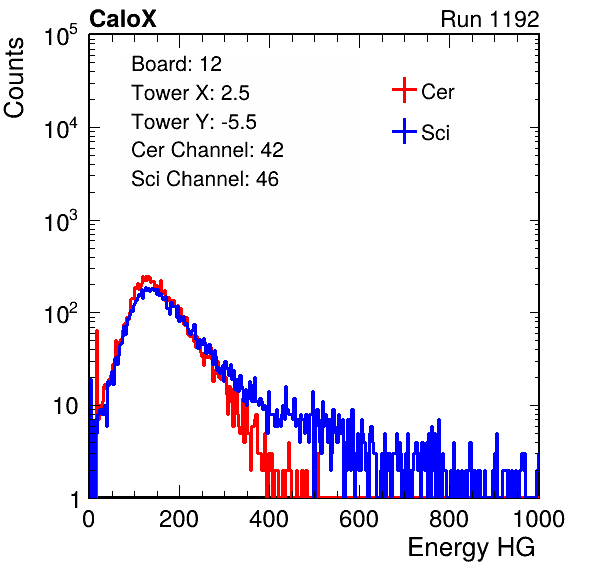 CaloX Run 1192
Counts
10^5
10^4
10^3
10^2
10
1
Board: 12
Tower X: 2.5
Tower Y: -5.5
Cer Channel: 42
Sci Channel: 46
Cer
Sci
0 200 400 600 800 1000
Energy HG